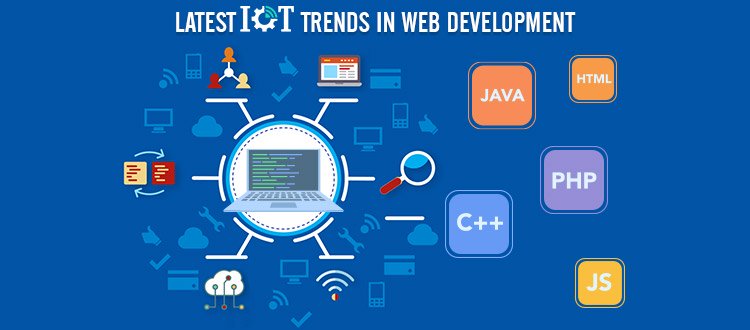 LATEST IoT TRENDS IN WEB DEVELOPMENT
JAVA
HTML
PHP
C++
JS